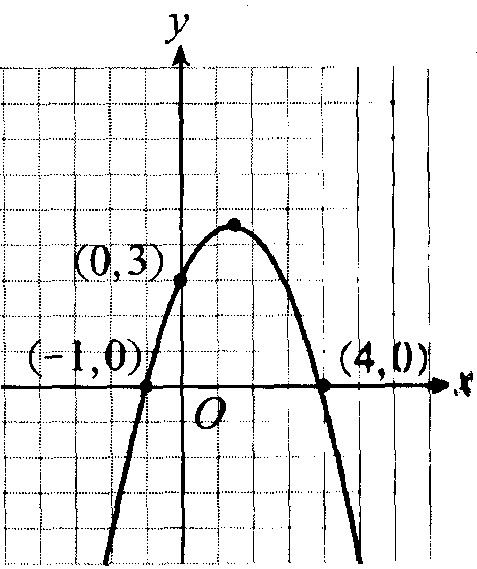 y
(0,3)
(-1,0)
(4,0)
x
O